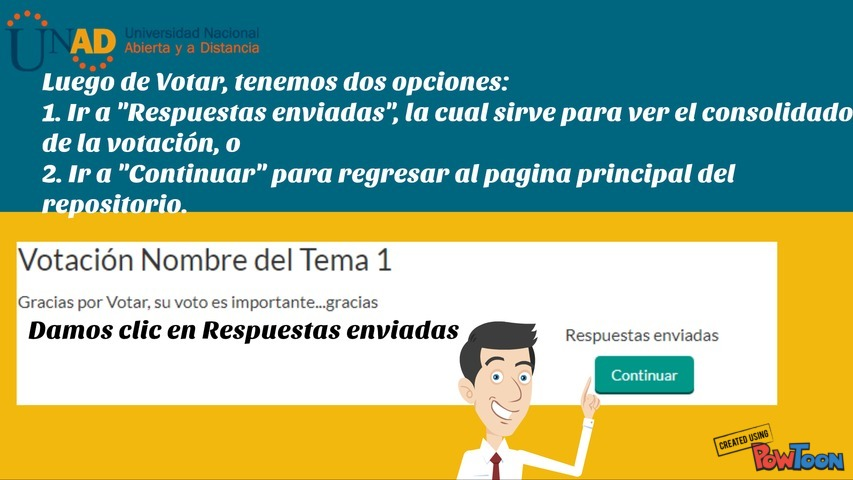 UNAD
Universidad Nacional
Abierta y a Distancia
Luego de Votar, tenemos dos opciones:
1. Ir a "Respuestas enviadas", la cual sirve para ver el consolidado
de la votación, o
2. Ir a "Continuar" para regresar al pagina principal del
repositorio.
Votación Nombre del Tema 1
Gracias por Votar, su voto es importante...gracias
Damos clic en Respuestas enviadas
Respuestas enviadas
Continuar
CREATED USING
POWTOON